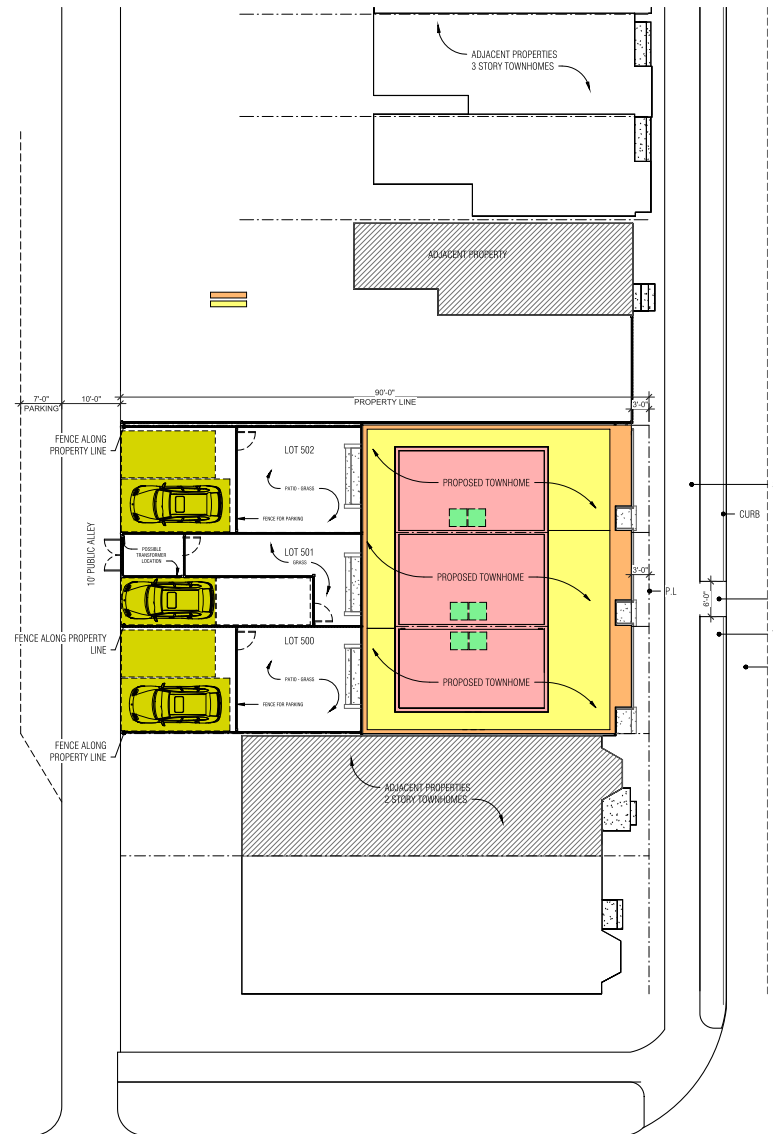 ADJACENT PROPERTIES
3 STORY TOWNHOMES
ADJACENT PROPERTY
90'-0"
PROPERTY LINE
7'-0"
PARKING
10'-0"
3'-0"
FENCE ALONG
PROPERTY LINE
LOT 502
PATIO - GRASS
FENCE FOR PARKING
PROPOSED TOWNHOME
CURB
10' PUBLIC ALLEY
POSSIBLE
TRANSFORMER
LOCATION
LOT 501
GRASS
PROPOSED TOWNHOME
3'-0"
P.L
6'-0"
FENCE ALONG PROPERTY
LINE
LOT 500
PATIO - GRASS
FENCE FOR PARKING
PROPOSED TOWNHOME
FENCE ALONG
PROPERTY LINE
ADJACENT PROPERTIES
2 STORY TOWNHOMES